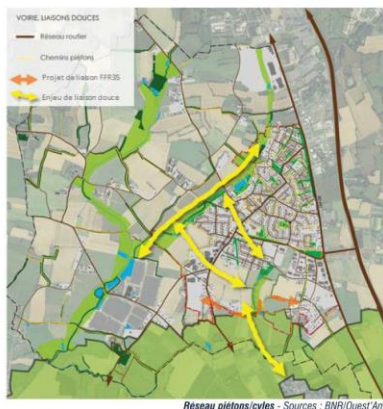 VOIRIE, LIAISONS DOUCES
Réseau routier
Chemins piétons
Projet de liaison FFR35
Enjeu de liaison douce
Réseau piétons/cyles - Sources : BNR/Ouest'Am